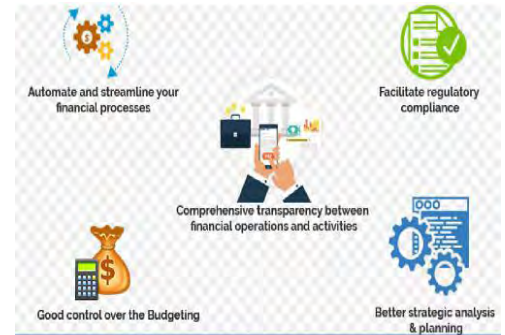 Automate and streamline your
financial processes
Facilitate regulatory
compliance
Comprehensive transparency between
financial operations and activities
Good control over the Budgeting
Better strategic analysis
& planning